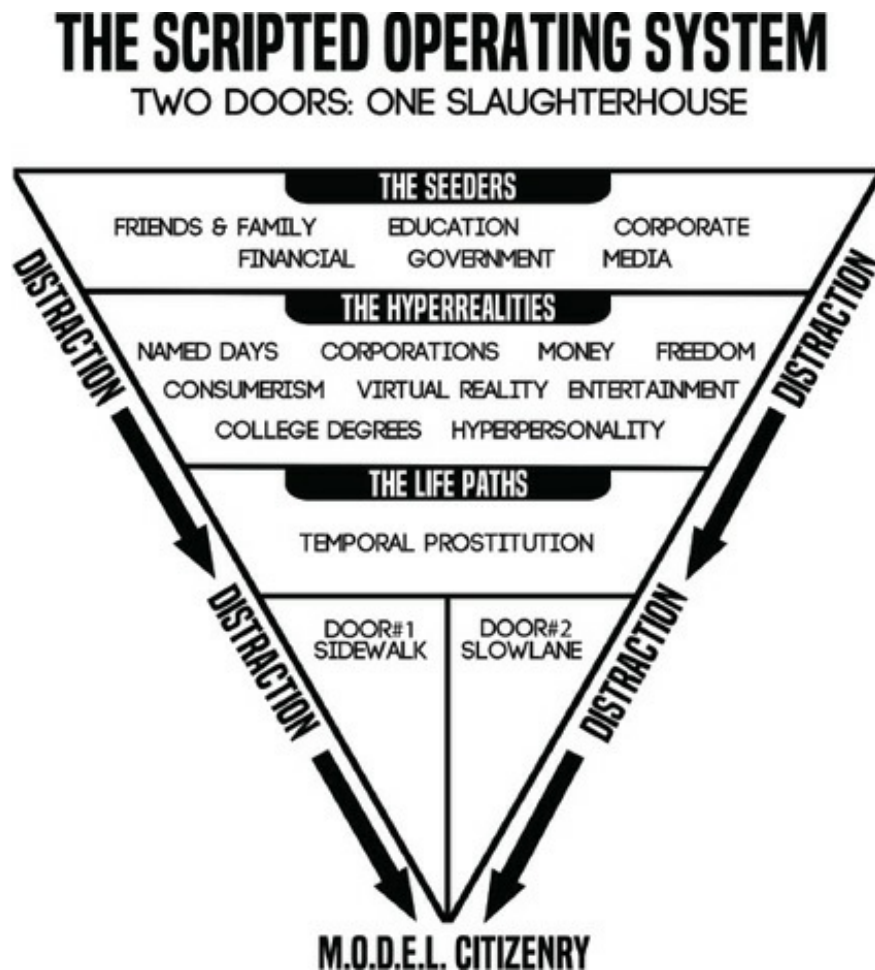 THE SCRIPTED OPERATING SYSTEM
TWO DOORS: ONE SLAUGHTERHOUSE
THE SEEDERS
FRIENDS & FAMILY EDUCATION CORPORATE
FINANCIAL GOVERNMENT MEDIA
DISTRACTION
DISTRACTION
THE HYPERREALITIES
NAMED DAYS CORPORATIONS MONEY FREEDOM
CONSUMERISM VIRTUAL REALITY ENTERTAINMENT
COLLEGE DEGREES HYPERPERSONALITY
THE LIFE PATHS
TEMPORAL PROSTITUTION
DISTRACTION
DISTRACTION
DOOR#1
SIDEWALK
DOOR#2
SLOWLANE
M.O.D.E.L. CITIZENRY